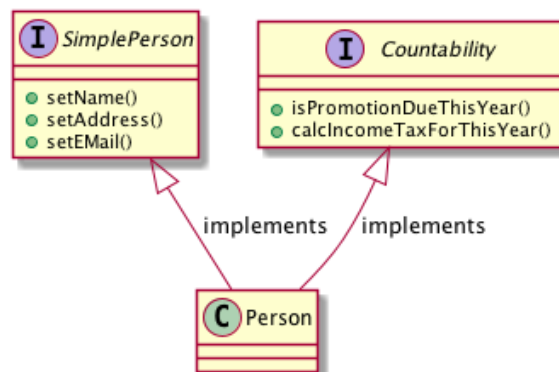 I SimplePerson
setName()
setAddress()
setEMail()
I Countability
isPromotionDueThisYear()
calcIncomeTaxForThisYear()
implements
implements
C Person